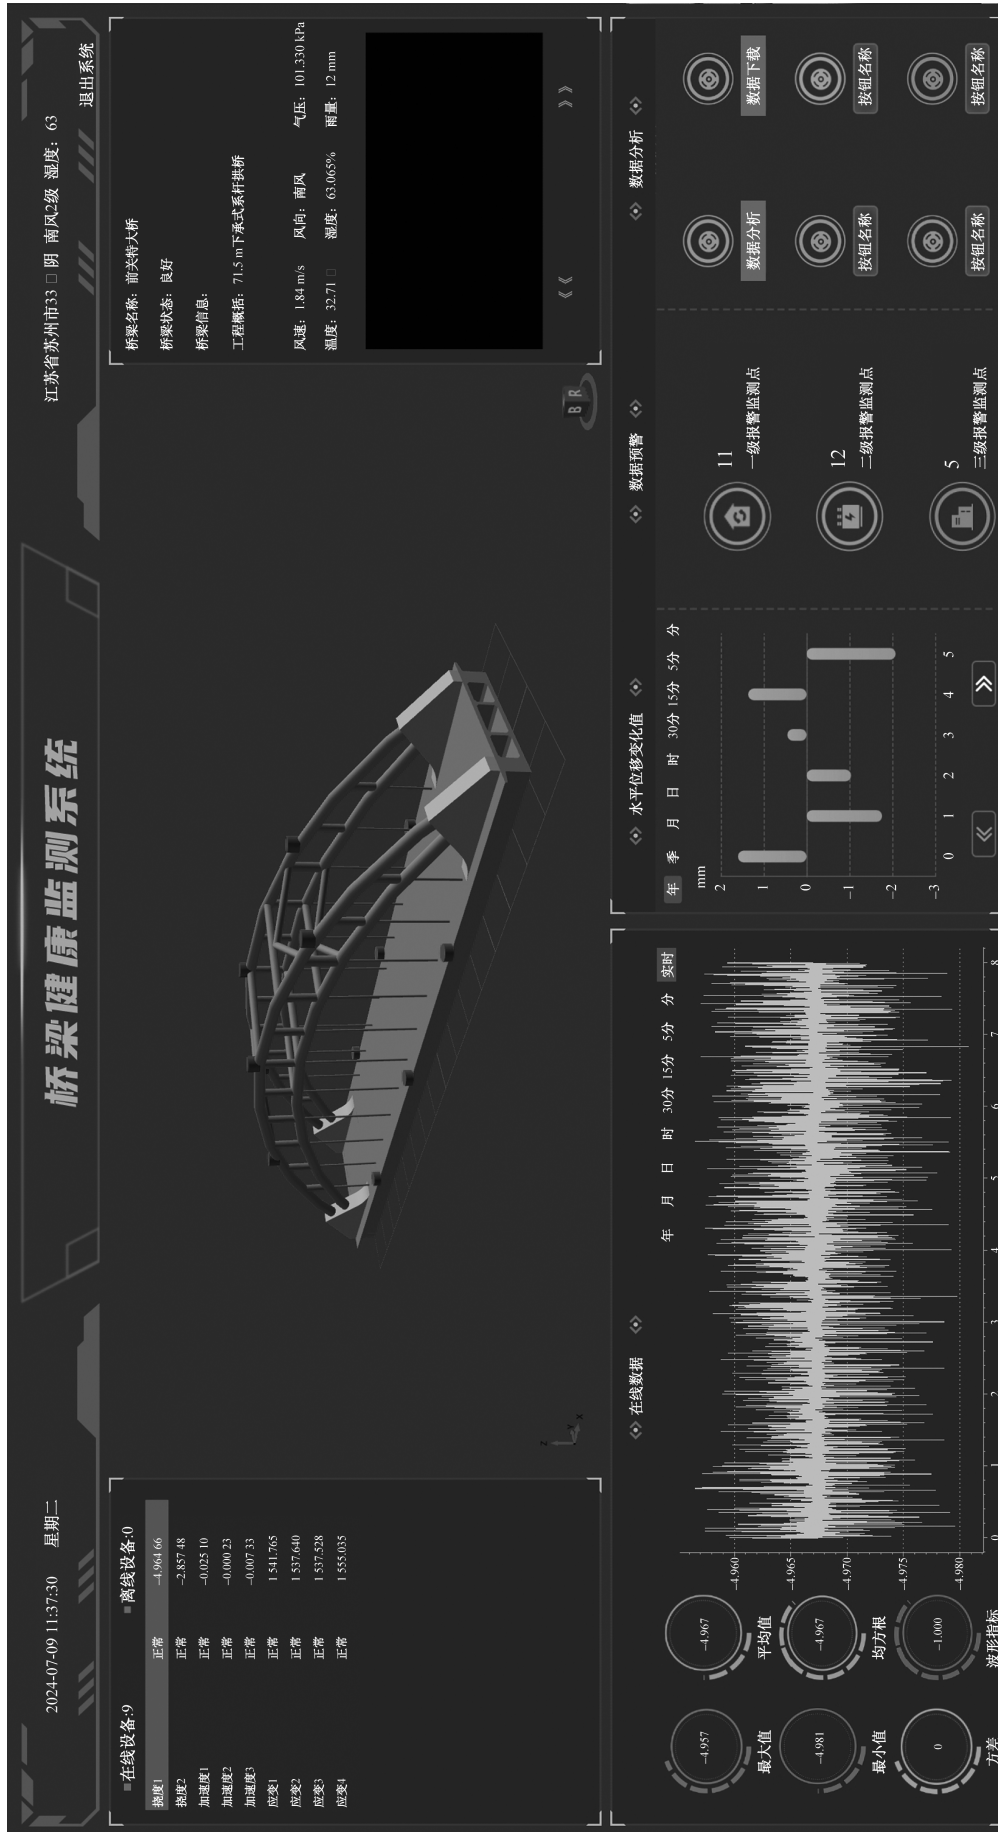 2024-07-09 11:37:30 星期二
桥梁健康监测系统
江苏省苏州市33 □ 阴 南风2级 湿度: 63
退出系统
在线设备:9 离线设备:0
挠度1 正常 −4.964 66
挠度2 正常 −2.857 48
加速度1 正常 −0.025 10
加速度2 正常 −0.000 23
加速度3 正常 −0.007 33
应变1 正常 1 541.765
应变2 正常 1 537.640
应变3 正常 1 537.528
应变4 正常 1 555.035
Z
Y
X
B R
桥梁名称: 前关特大桥
桥梁状态: 良好
桥梁信息:
工程概括: 71.5 m下承式系杆拱桥
风速: 1.84 m/s 风向: 南风 气压: 101.330 kPa
温度: 32.71 □ 湿度: 63.065% 雨量: 12 mm
在线数据
年 月 日 时 30分 15分 5分 分 实时
−4.957
最大值
−4.967
平均值
−4.981
最小值
−4.967
均方根
0
方差
−1.000
波形指标
−4.960
−4.965
−4.970
−4.975
−4.980
0 1 2 3 4 5 6 7 8
水平位移变化值
年 季 月 日 时 30分 15分 5分 分
mm
2
1
0
−1
−2
−3
0 1 2 3 4 5
数据预警
11
一级报警监测点
12
二级报警监测点
5
三级报警监测点
数据分析
数据分析 数据下载
按钮名称 按钮名称
按钮名称 按钮名称